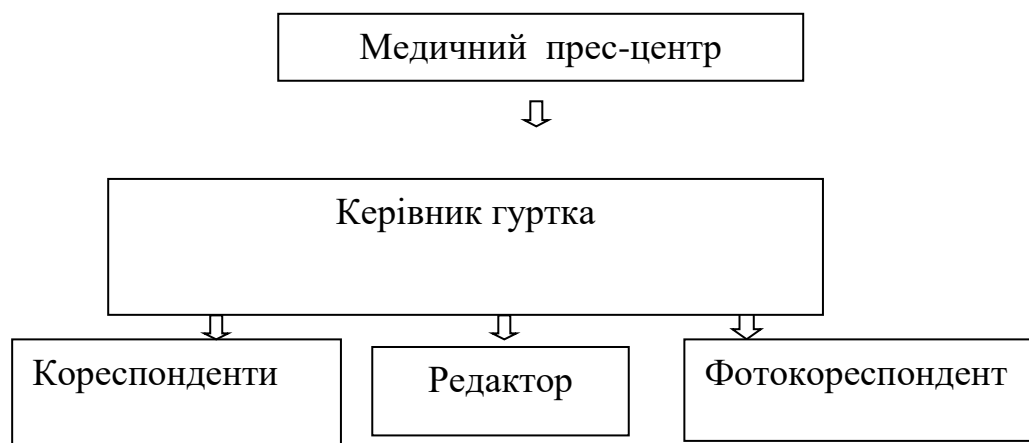 Медичний прес-центр
Керівник гуртка
Кореспонденти
Редактор
Фотокореспондент